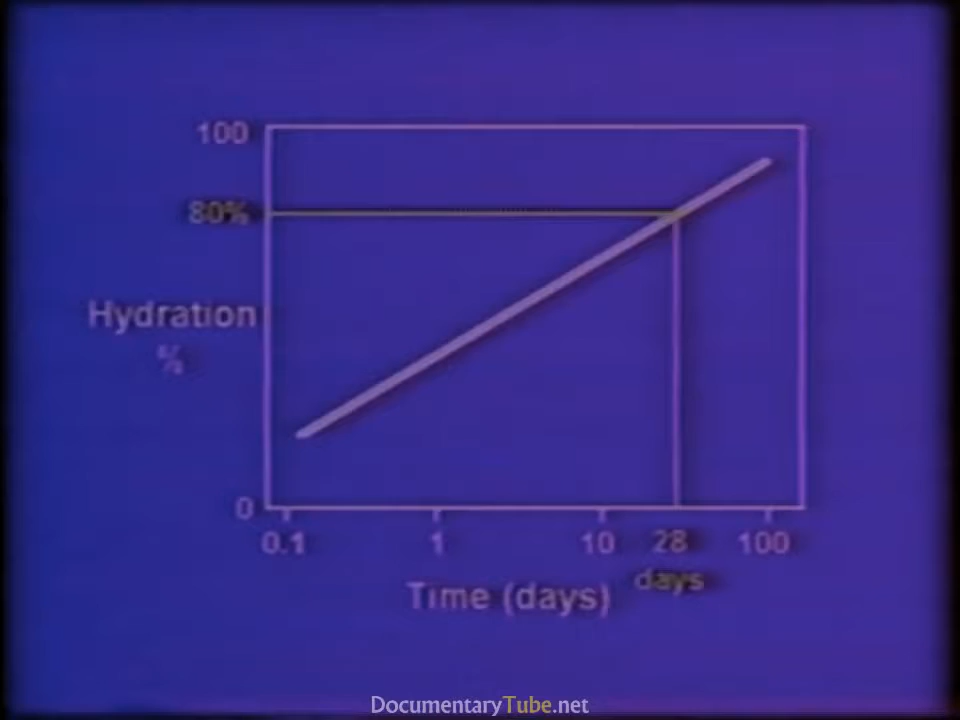 100
80%
Hydration
%
0
0.1 1 10 28 100
days
Time (days)
DocumentaryTube.net